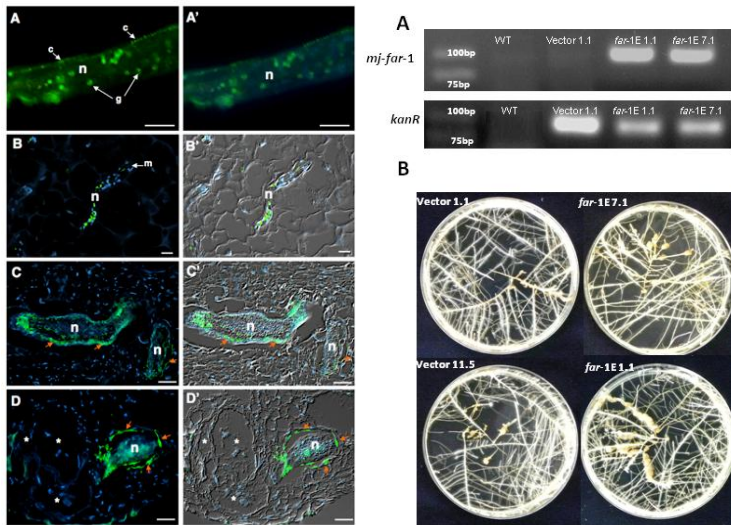 A
c
c
n
g
A'
n
B
m
n
B'
n
C
n
n
C'
n
n
D
*
*
*
n
D'
*
*
*
n
A
mj-far-1
100bp
75bp
WT
Vector 1.1
far-1E 1.1
far-1E 7.1
kanR
100bp
75bp
WT
Vector 1.1
far-1E 1.1
far-1E 7.1
B
Vector 1.1
far-1E7.1
Vector 11.5
far-1E1.1